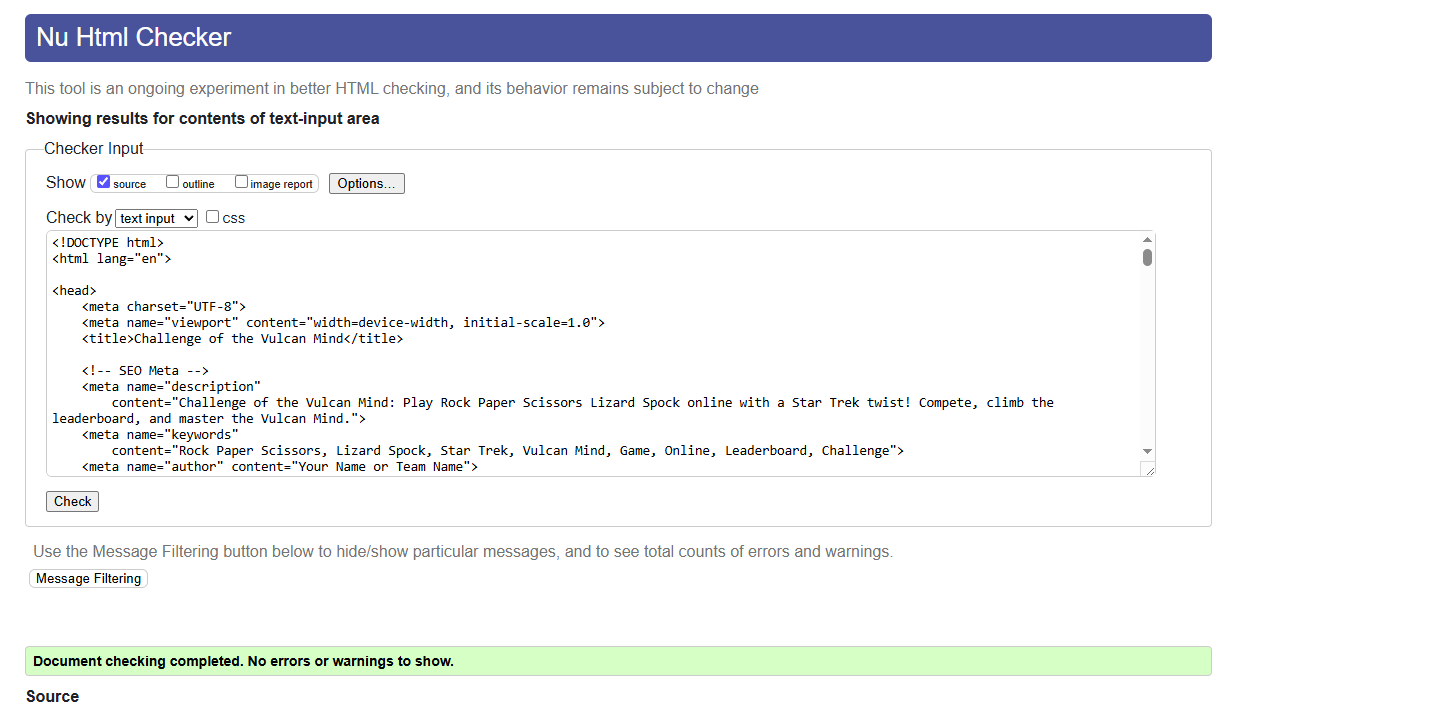 Nu Html Checker
This tool is an ongoing experiment in better HTML checking, and its behavior remains subject to change
Showing results for contents of text-input area
Checker Input
Show source outline image report Options...
Check by text input css
<!DOCTYPE html>
<html lang="en">
<head>
    <meta charset="UTF-8">
    <meta name="viewport" content="width=device-width, initial-scale=1.0">
    <title>Challenge of the Vulcan Mind</title>
    <!-- SEO Meta -->
    <meta name="description"
        content="Challenge of the Vulcan Mind: Play Rock Paper Scissors Lizard Spock online with a Star Trek twist! Compete, climb the
leaderboard, and master the Vulcan Mind.">
    <meta name="keywords"
        content="Rock Paper Scissors, Lizard Spock, Star Trek, Vulcan Mind, Game, Online, Leaderboard, Challenge">
    <meta name="author" content="Your Name or Team Name">
Check
Use the Message Filtering button below to hide/show particular messages, and to see total counts of errors and warnings.
Message Filtering
Document checking completed. No errors or warnings to show.
Source